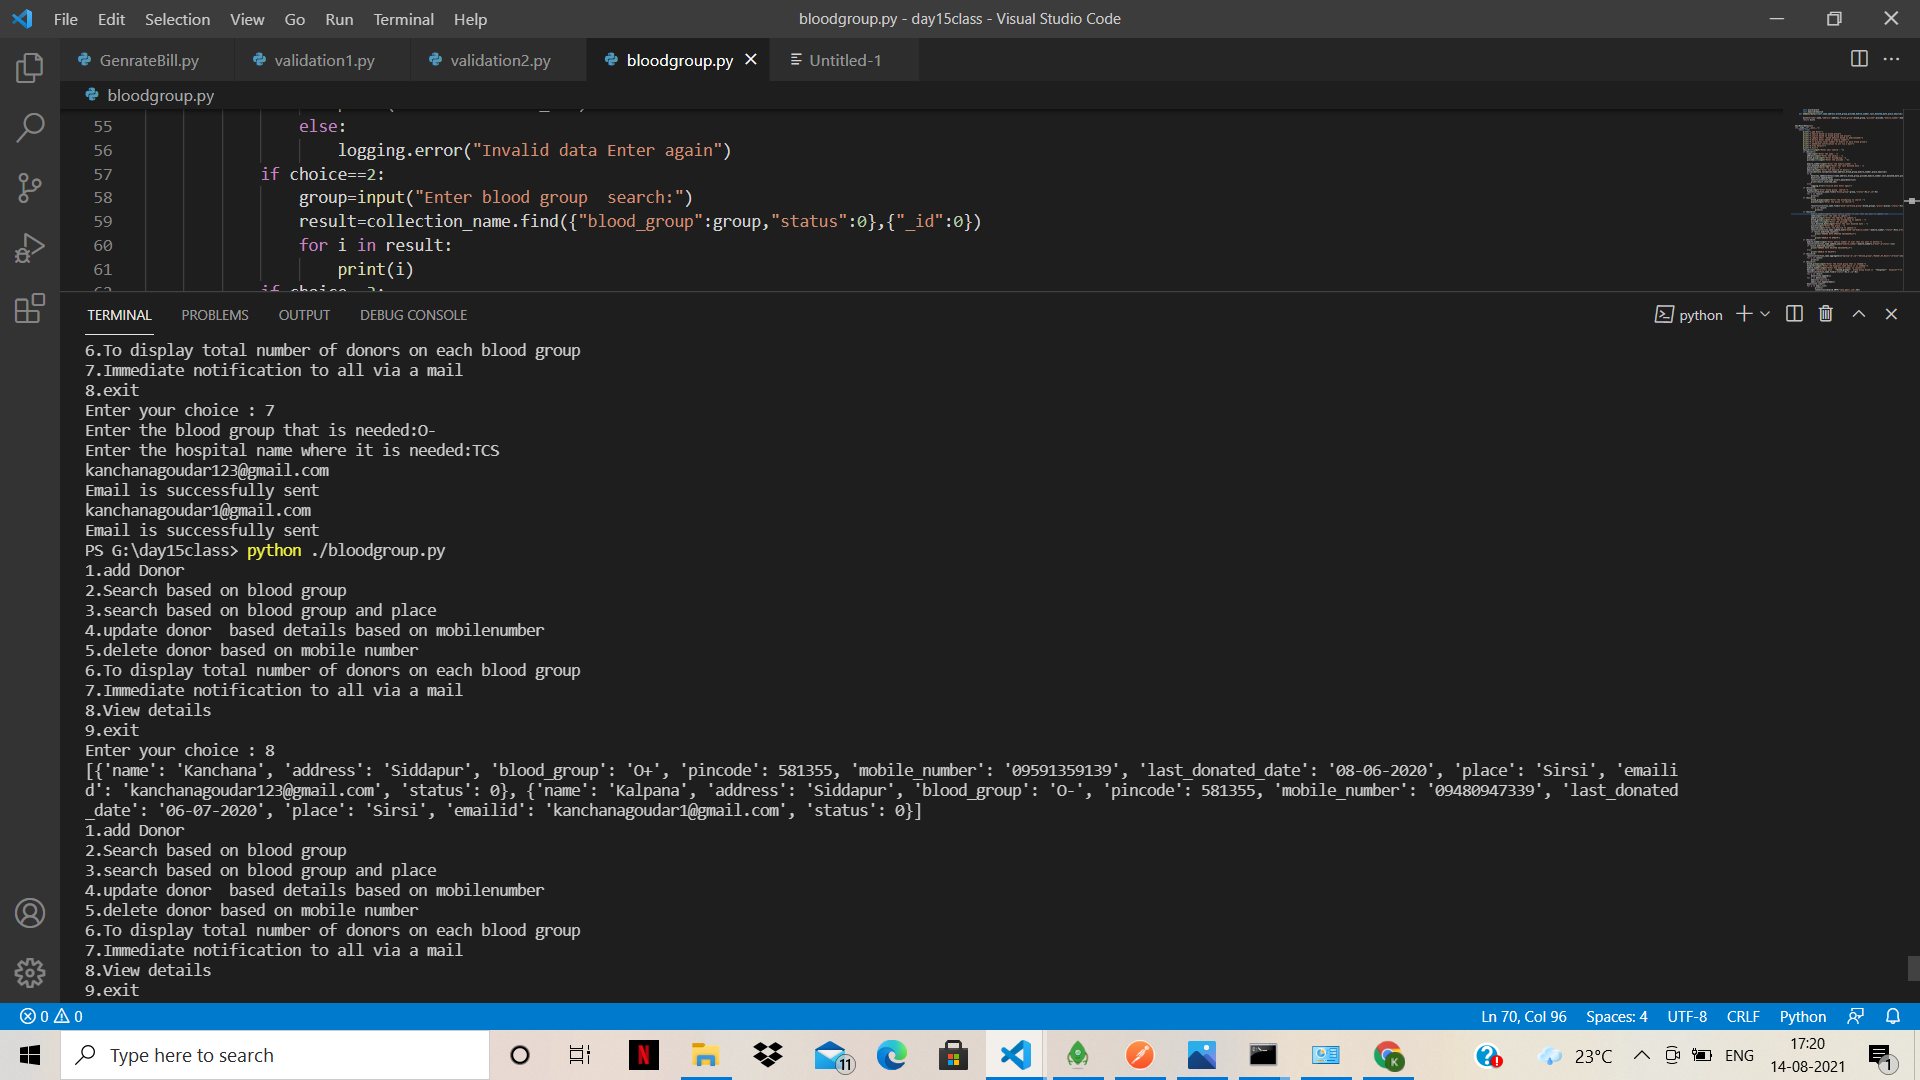 File Edit Selection View Go Run Terminal Help
bloodgroup.py - day15class - Visual Studio Code
GenrateBill.py
validation1.py
validation2.py
bloodgroup.py
Untitled-1
bloodgroup.py
55 else:
56 logging.error("Invalid data Enter again")
57 if choice==2:
58 group=input("Enter blood group  search:")
59 result=collection_name.find({"blood_group":group,"status":0},{"_id":0})
60 for i in result:
61 print(i)
TERMINAL PROBLEMS OUTPUT DEBUG CONSOLE
python
6.To display total number of donors on each blood group
7.Immediate notification to all via a mail
8.exit
Enter your choice : 7
Enter the blood group that is needed:O-
Enter the hospital name where it is needed:TCS
kanchanagoudar123@gmail.com
Email is successfully sent
kanchanagoudar1@gmail.com
Email is successfully sent
PS G:\day15class> python ./bloodgroup.py
1.add Donor
2.Search based on blood group
3.search based on blood group and place
4.update donor  based details based on mobilenumber
5.delete donor based on mobile number
6.To display total number of donors on each blood group
7.Immediate notification to all via a mail
8.View details
9.exit
Enter your choice : 8
[{'name': 'Kanchana', 'address': 'Siddapur', 'blood_group': 'O+', 'pincode': 581355, 'mobile_number': '09591359139', 'last_donated_date': '08-06-2020', 'place': 'Sirsi', 'emaili
d': 'kanchanagoudar123@gmail.com', 'status': 0}, {'name': 'Kalpana', 'address': 'Siddapur', 'blood_group': 'O-', 'pincode': 581355, 'mobile_number': '09480947339', 'last_donated
_date': '06-07-2020', 'place': 'Sirsi', 'emailid': 'kanchanagoudar1@gmail.com', 'status': 0}]
1.add Donor
2.Search based on blood group
3.search based on blood group and place
4.update donor  based details based on mobilenumber
5.delete donor based on mobile number
6.To display total number of donors on each blood group
7.Immediate notification to all via a mail
8.View details
9.exit
0 0
Ln 70, Col 96 Spaces: 4 UTF-8 CRLF Python
Type here to search
11
23°C
ENG
17:20
14-08-2021
1